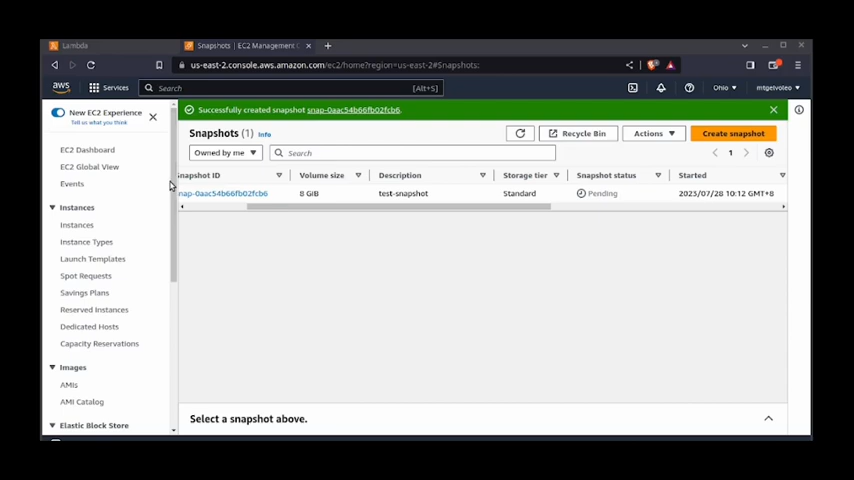 Lambda
Snapshots | EC2 Management C
us-east-2.console.aws.amazon.com/ec2/home?region=us-east-2#Snapshots:
aws
Services
Search
[Alt+S]
Ohio
mtgeivoleo
New EC2 Experience
Tell us what you think
EC2 Dashboard
EC2 Global View
Events
Instances
Instances
Instance Types
Launch Templates
Spot Requests
Savings Plans
Reserved Instances
Dedicated Hosts
Capacity Reservations
Images
AMIs
AMI Catalog
Elastic Block Store
Successfully created snapshot snap-0aac54b66fb02fcb6.
Snapshots (1) Info
Recycle Bin
Actions
Create snapshot
Owned by me
Search
1
Snapshot ID Volume size Description Storage tier Snapshot status Started
nap-0aac54b66fb02fcb6 8 GiB test-snapshot Standard Pending 2023/07/28 10:12 GMT+8
Select a snapshot above.